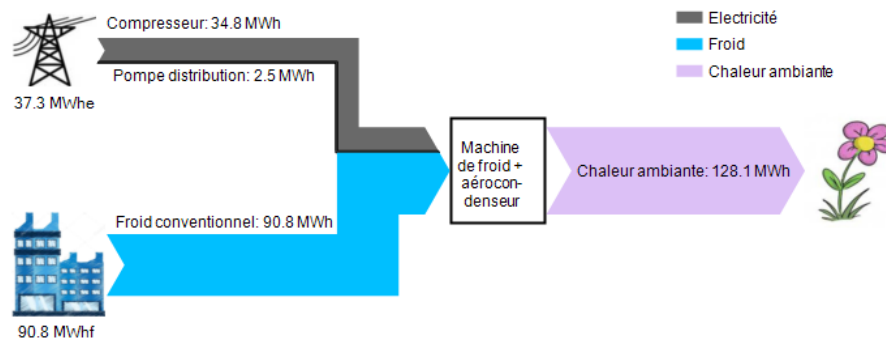 Compresseur: 34.8 MWh
Electricité
Froid
Chaleur ambiante
Pompe distribution: 2.5 MWh
37.3 MWhe
Machine
de froid +
aérocon-
denseur
Chaleur ambiante: 128.1 MWh
Froid conventionnel: 90.8 MWh
90.8 MWhf